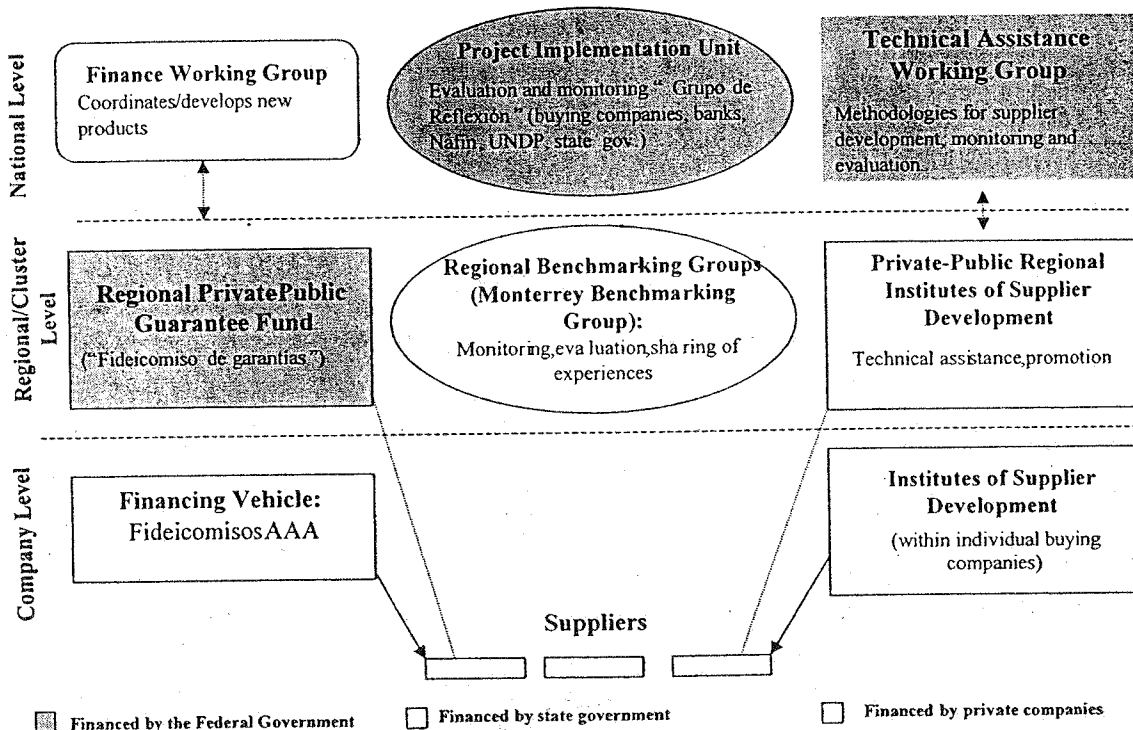 National Level
Finance Working Group
Coordinates/develops new
products
Project Implementation Unit
Evaluation and monitoring " Grupo de
Reflexión" (buying companies, banks,
Nafin, UNDP, state gov.)
Technical Assistance
Working Group
Methodologies for supplier
development, monitoring and
evaluation.
Regional/Cluster
Level
Regional PrivatePublic
Guarantee Fund
("Fideicomiso de garantías")
Regional Benchmarking Groups
(Monterrey Benchmarking
Group):
Monitoring,eva luation,sha ring of
experiences
Private-Public Regional
Institutes of Supplier
Development
Technical assistance,promotion
Company Level
Financing Vehicle:
FideicomisosAAA
Institutes of Supplier
Development
(within individual buying
companies)
Suppliers
Financed by the Federal Government
Financed by state government
Financed by private companies